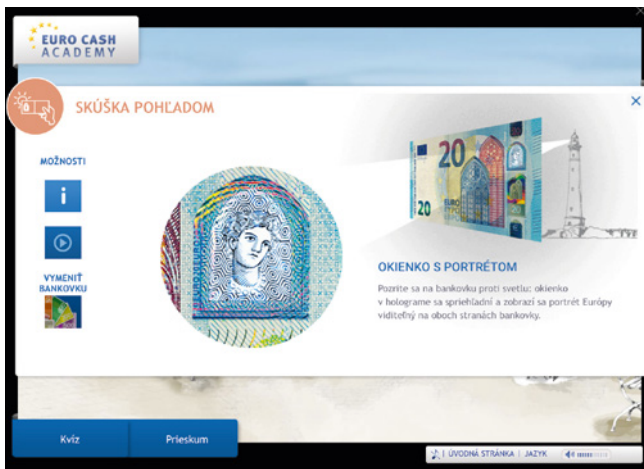 EURO CASH
ACADEMY
SKÚŠKA POHĽADOM
MOŽNOSTI
i
VYMENIŤ
BANKOVKU
20
EURO
20
OKIENKO S PORTRÉTOM
Pozrite sa na bankovku proti svetlu: okienko
v holograme sa spriehľadní a zobrazí sa portrét Európy
viditeľný na oboch stranách bankovky.
Kvíz
Prieskum
ÚVODNÁ STRÁNKA | JAZYK